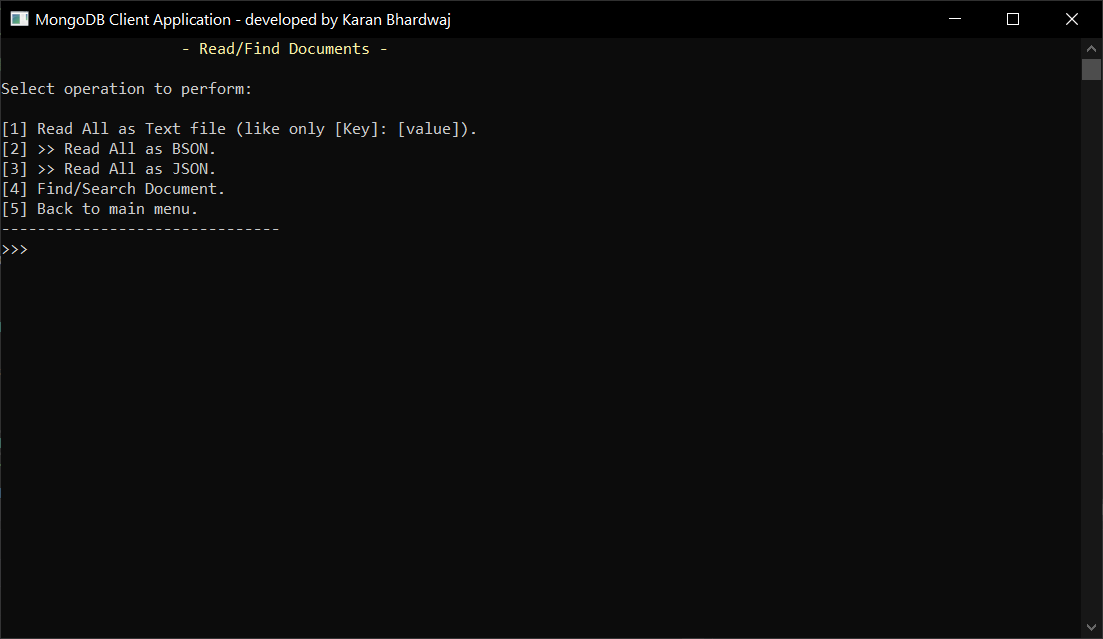 MongoDB Client Application - developed by Karan Bhardwaj
- Read/Find Documents -
Select operation to perform:
[1] Read All as Text file (like only [Key]: [value]).
[2] >> Read All as BSON.
[3] >> Read All as JSON.
[4] Find/Search Document.
[5] Back to main menu.
-------------------------------
>>>